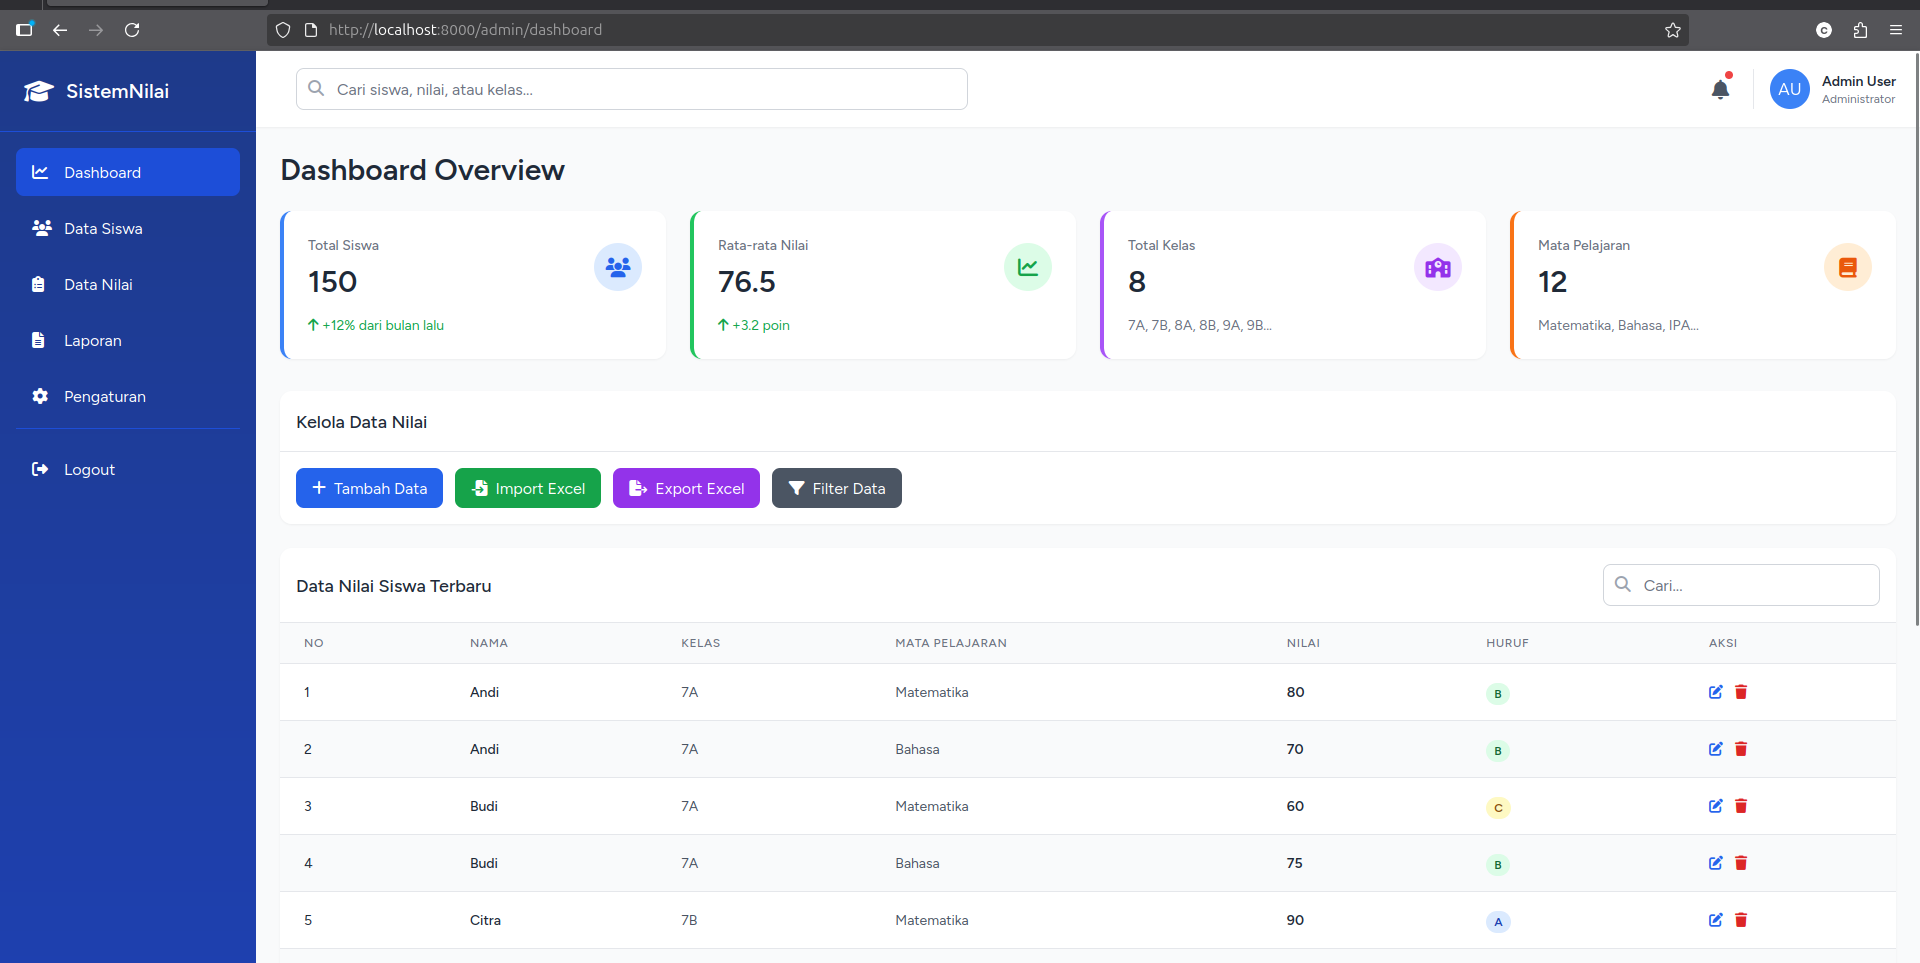 http://localhost:8000/admin/dashboard
SistemNilai
Cari siswa, nilai, atau kelas...
AU
Admin User
Administrator
Dashboard
Data Siswa
Data Nilai
Laporan
Pengaturan
Logout
Dashboard Overview
Total Siswa
150
+12% dari bulan lalu
Rata-rata Nilai
76.5
+3.2 poin
Total Kelas
8
7A, 7B, 8A, 8B, 9A, 9B...
Mata Pelajaran
12
Matematika, Bahasa, IPA...
Kelola Data Nilai
Tambah Data Import Excel Export Excel Filter Data
Data Nilai Siswa Terbaru
Cari...
NO NAMA KELAS MATA PELAJARAN NILAI HURUF AKSI
1 Andi 7A Matematika 80 B
2 Andi 7A Bahasa 70 B
3 Budi 7A Matematika 60 C
4 Budi 7A Bahasa 75 B
5 Citra 7B Matematika 90 A